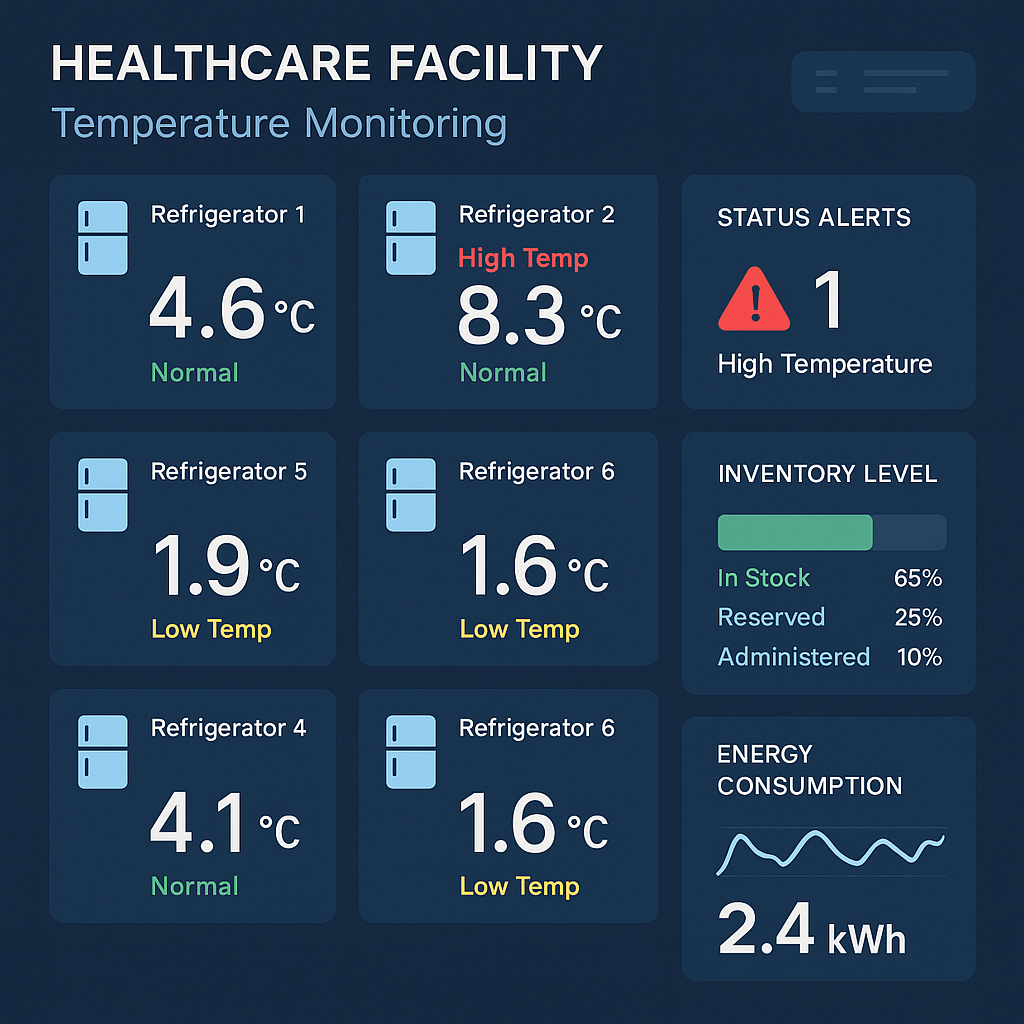 HEALTHCARE FACILITY
Temperature Monitoring
Refrigerator 1
4.6 °C
Normal
Refrigerator 2
High Temp
8.3 °C
Normal
STATUS ALERTS
1
High Temperature
Refrigerator 5
1.9 °C
Low Temp
Refrigerator 6
1.6 °C
Low Temp
INVENTORY LEVEL
In Stock 65%
Reserved 25%
Administered 10%
Refrigerator 4
4.1 °C
Normal
Refrigerator 6
1.6 °C
Low Temp
ENERGY
CONSUMPTION
2.4 kWh